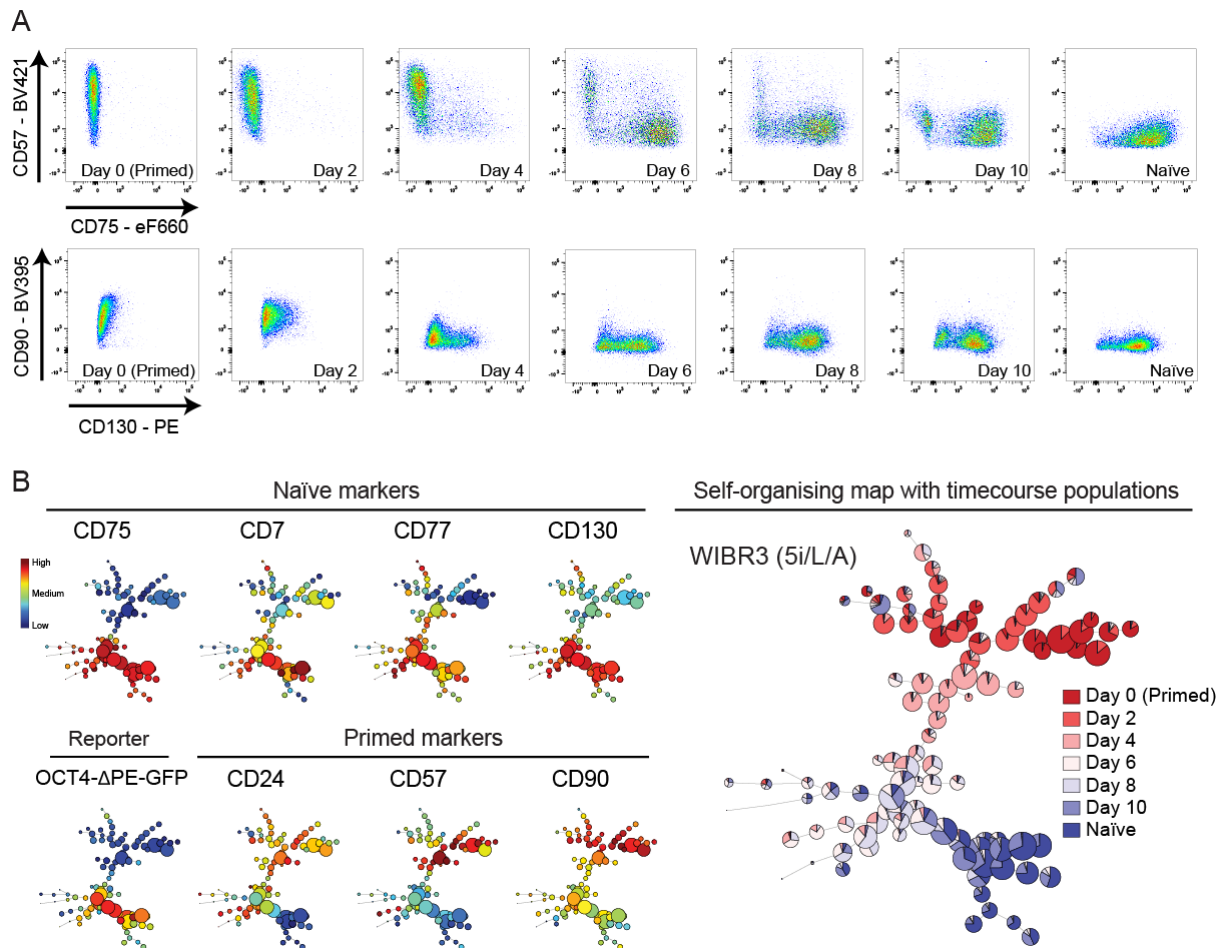 A
CD57 - BV421
Day 0 (Primed)
Day 2
Day 4
Day 6
Day 8
Day 10
Naïve
CD75 - eF660
CD90 - BV395
Day 0 (Primed)
Day 2
Day 4
Day 6
Day 8
Day 10
Naïve
CD130 - PE
B
Naïve markers
CD75
CD7
CD77
CD130
High
Medium
Low
Reporter
Primed markers
OCT4-ΔPE-GFP
CD24
CD57
CD90
Self-organising map with timecourse populations
WIBR3 (5i/L/A)
Day 0 (Primed)
Day 2
Day 4
Day 6
Day 8
Day 10
Naïve